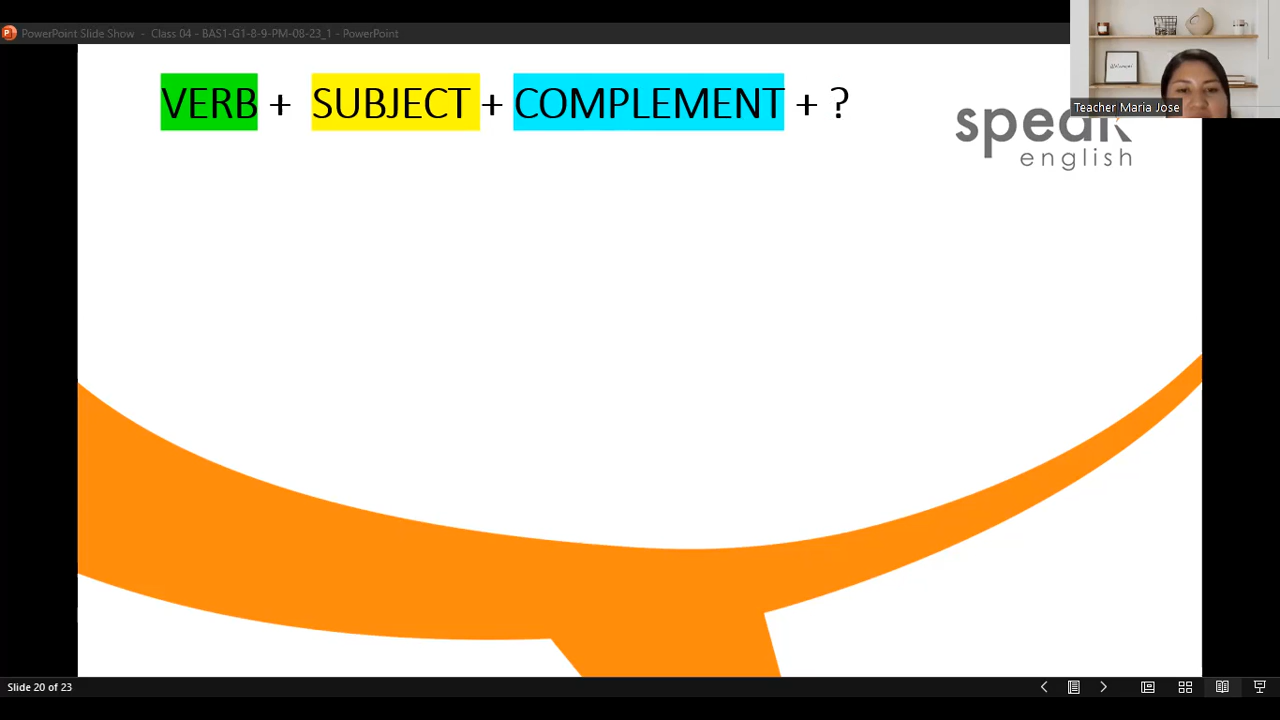 PowerPoint Slide Show - Class 04 - BAS1-G1-8-9-PM-08-23_1 - PowerPoint
VERB + SUBJECT + COMPLEMENT + ?
Teacher Maria Jose
speak
english
Slide 20 of 23